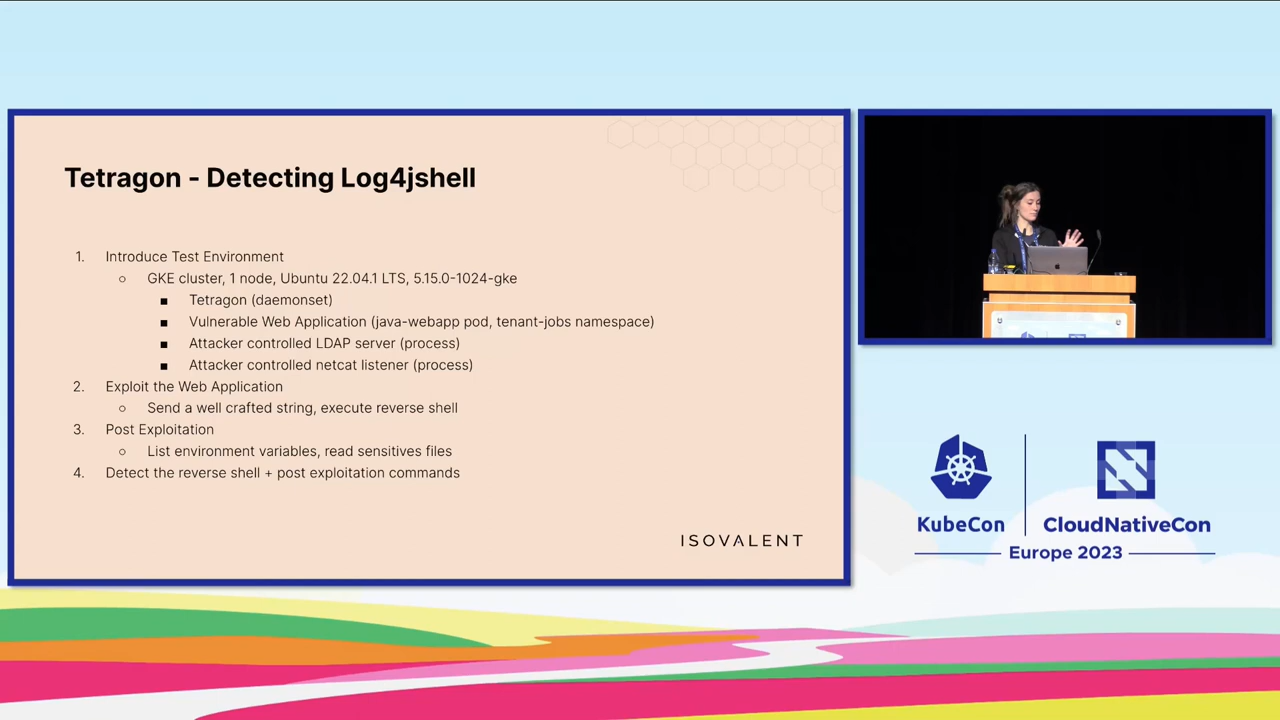 Tetragon - Detecting Log4jshell
1. Introduce Test Environment
○ GKE cluster, 1 node, Ubuntu 22.04.1 LTS, 5.15.0-1024-gke
■ Tetragon (daemonset)
■ Vulnerable Web Application (java-webapp pod, tenant-jobs namespace)
■ Attacker controlled LDAP server (process)
■ Attacker controlled netcat listener (process)
2. Exploit the Web Application
○ Send a well crafted string, execute reverse shell
3. Post Exploitation
○ List environment variables, read sensitives files
4. Detect the reverse shell + post exploitation commands
ISOVALENT
KubeCon
CloudNativeCon
Europe 2023